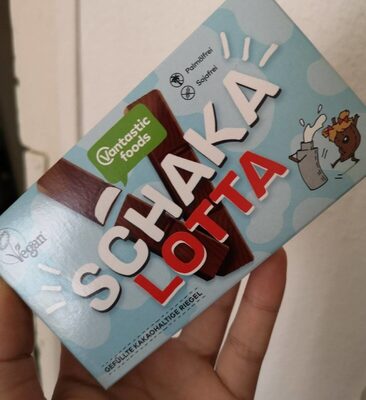 Palmölfrei
Sojafrei
Vantastic
foods
SCHAKA
LOTTA
Vegan
GEFÜLLTE KAKAOHALTIGE RIEGEL